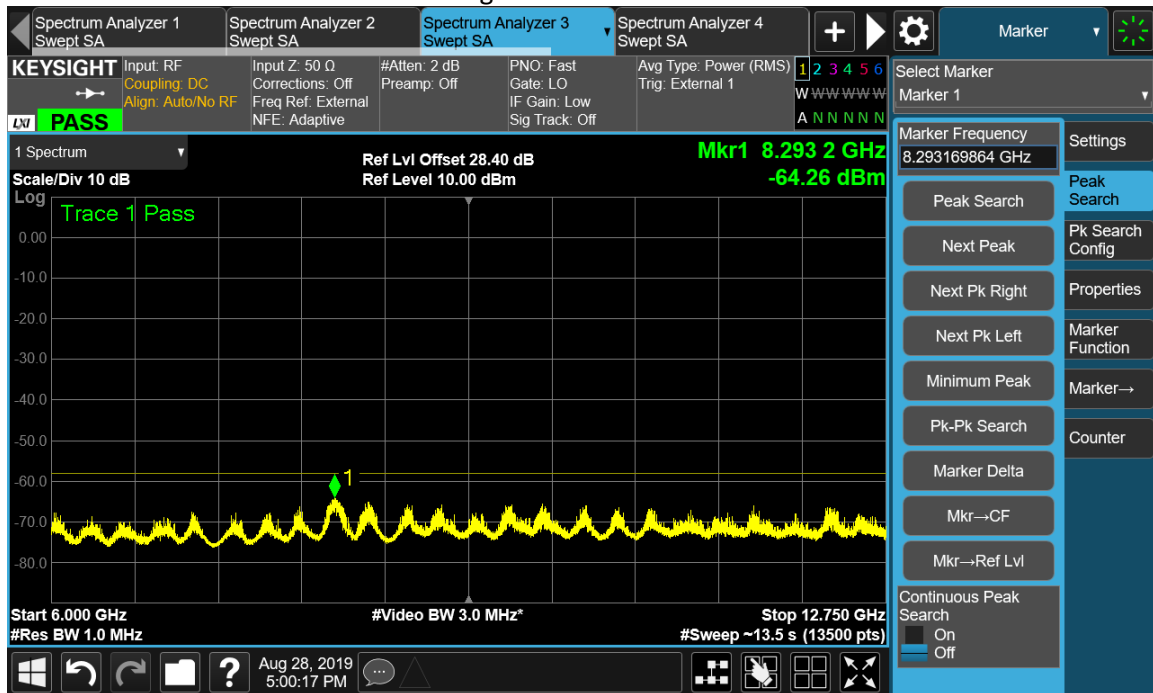 Spectrum Analyzer 1
Swept SA
Spectrum Analyzer 2
Swept SA
Spectrum Analyzer 3
Swept SA
Spectrum Analyzer 4
Swept SA
Marker
KEYSIGHT
LXI
PASS
Input: RF
Coupling: DC
Align: Auto/No RF
Input Z: 50 Ω
Corrections: Off
Freq Ref: External
NFE: Adaptive
#Atten: 2 dB
Preamp: Off
PNO: Fast
Gate: LO
IF Gain: Low
Sig Track: Off
Avg Type: Power (RMS)
Trig: External 1
1 2 3 4 5 6
W W W W W W
A N N N N N
Select Marker
Marker 1
1 Spectrum
Scale/Div 10 dB
Ref Lvl Offset 28.40 dB
Ref Level 10.00 dBm
Mkr1 8.293 2 GHz
-64.26 dBm
Log
Trace 1 Pass
0.00
-10.0
-20.0
-30.0
-40.0
-50.0
-60.0
-70.0
-80.0
1
Start 6.000 GHz
#Res BW 1.0 MHz
#Video BW 3.0 MHz*
Stop 12.750 GHz
#Sweep ~13.5 s (13500 pts)
Marker Frequency
8.293169864 GHz
Peak Search
Next Peak
Next Pk Right
Next Pk Left
Minimum Peak
Pk-Pk Search
Marker Delta
Mkr→CF
Mkr→Ref Lvl
Continuous Peak
Search
On
Off
Settings
Peak
Search
Pk Search
Config
Properties
Marker
Function
Marker→
Counter
?
Aug 28, 2019
5:00:17 PM